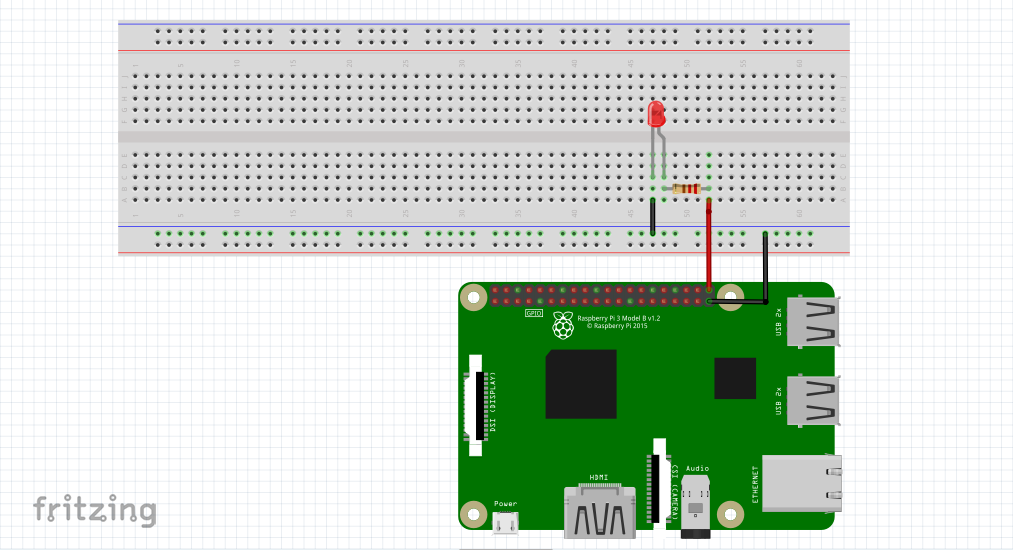 1 5 10 15 20 25 30 35 40 45 50 55 60
J J
I I
H H
G G
F F
E E
D D
C C
B B
A A
1 5 10 15 20 25 30 35 40 45 50 55 60
GPIO
Raspberry Pi 3 Model B v1.2
© Raspberry Pi 2015
USB 2x
DSI (DISPLAY)
USB 2x
Power
HDMI
CSI (CAMERA)
Audio
ETHERNET
fritzing